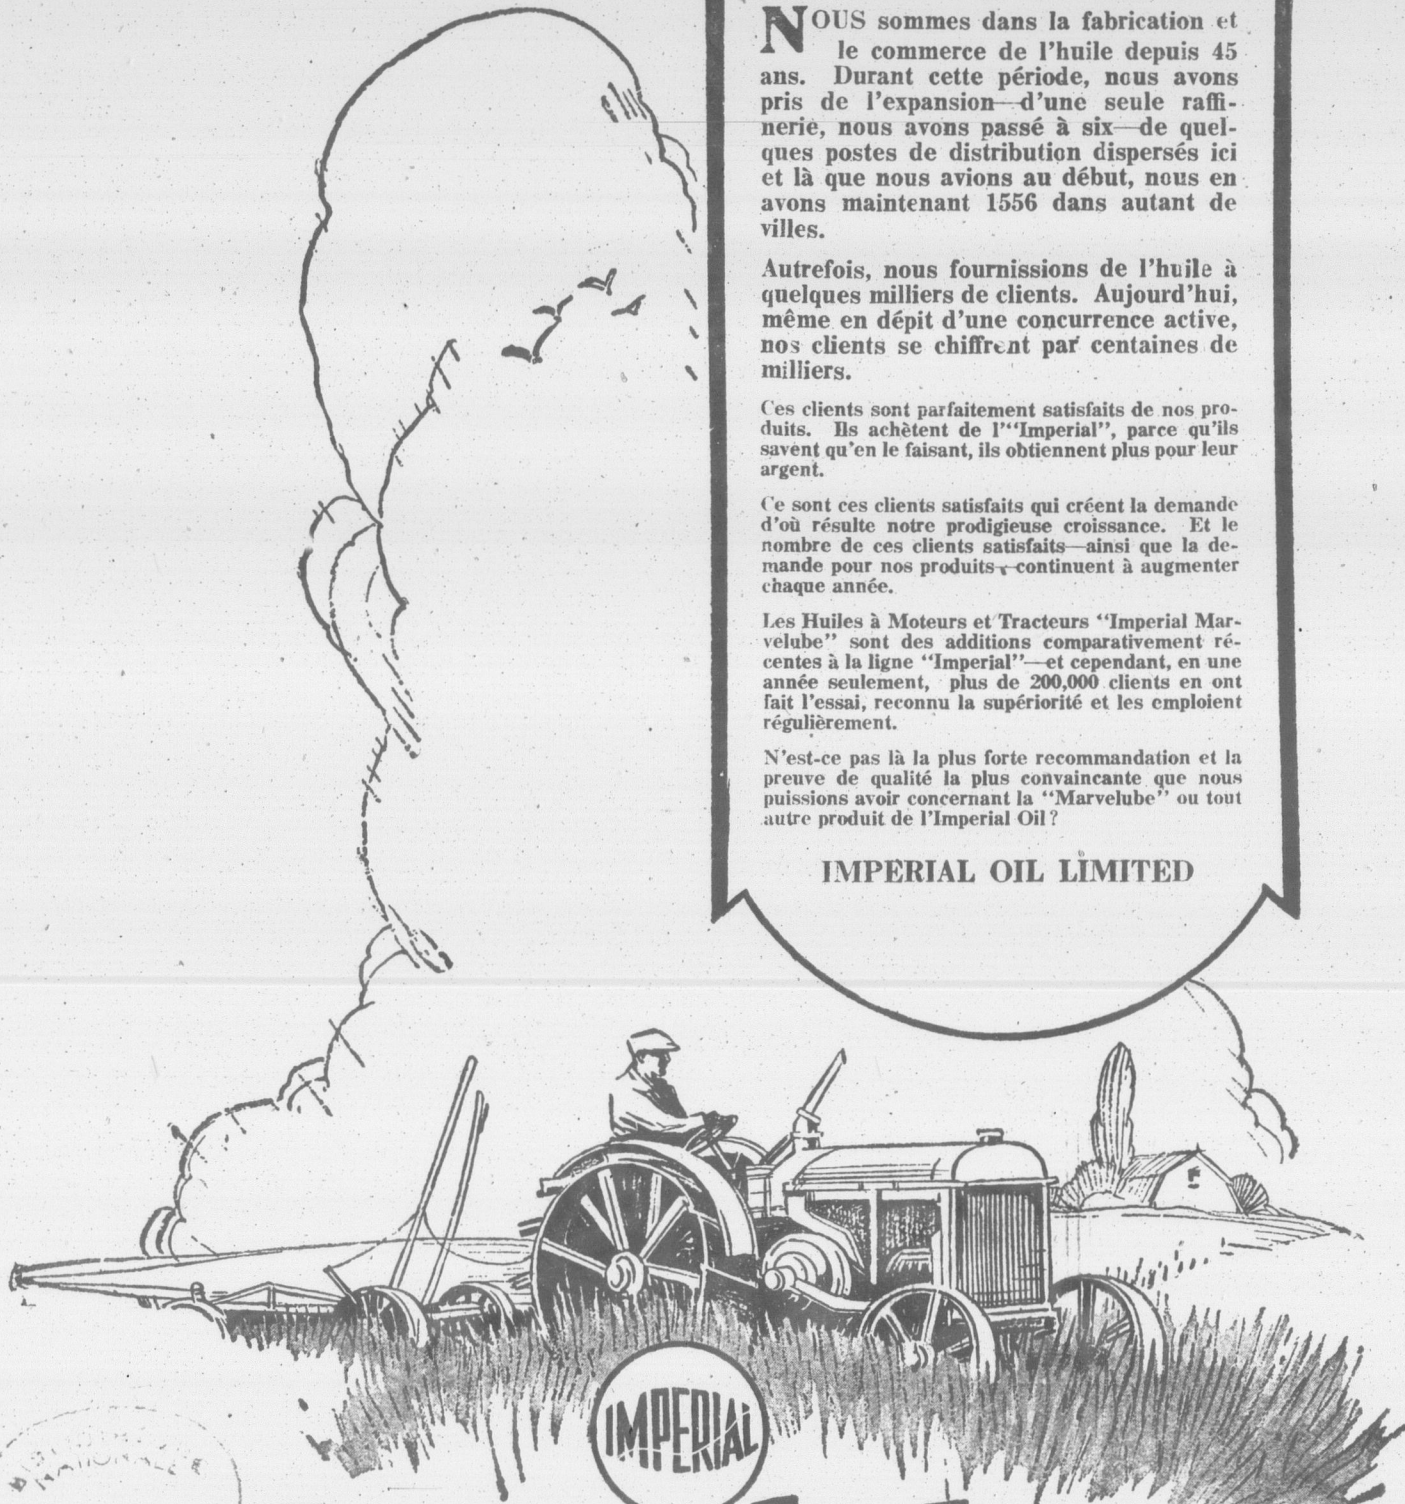 NOUS sommes dans la fabrication et
le commerce de l'huile depuis 45
ans. Durant cette période, nous avons
pris de l'expansion—d'une seule raffi-
nerie, nous avons passé à six—de quel-
ques postes de distribution dispersés ici
et là que nous avions au début, nous en
avons maintenant 1556 dans autant de
villes.
Autrefois, nous fournissions de l'huile à
quelques milliers de clients. Aujourd'hui,
même en dépit d'une concurrence active,
nos clients se chiffrent par centaines de
milliers.
Ces clients sont parfaitement satisfaits de nos pro-
duits. Ils achètent de l'"Imperial", parce qu'ils
savent qu'en le faisant, ils obtiennent plus pour leur
argent.
Ce sont ces clients satisfaits qui créent la demande
d'où résulte notre prodigieuse croissance. Et le
nombre de ces clients satisfaits—ainsi que la de-
mande pour nos produits—continuent à augmenter
chaque année.
Les Huiles à Moteurs et Tracteurs "Imperial Mar-
velube" sont des additions comparativement ré-
centes à la ligne "Imperial"—et cependant, en une
année seulement, plus de 200,000 clients en ont
fait l'essai, reconnu la supériorité et les emploient
régulièrement.
N'est-ce pas là la plus forte recommandation et la
preuve de qualité la plus convaincante que nous
puissions avoir concernant la "Marvelube" ou tout
autre produit de l'Imperial Oil?
IMPERIAL OIL LIMITED
IMPERIAL
NATIONALE